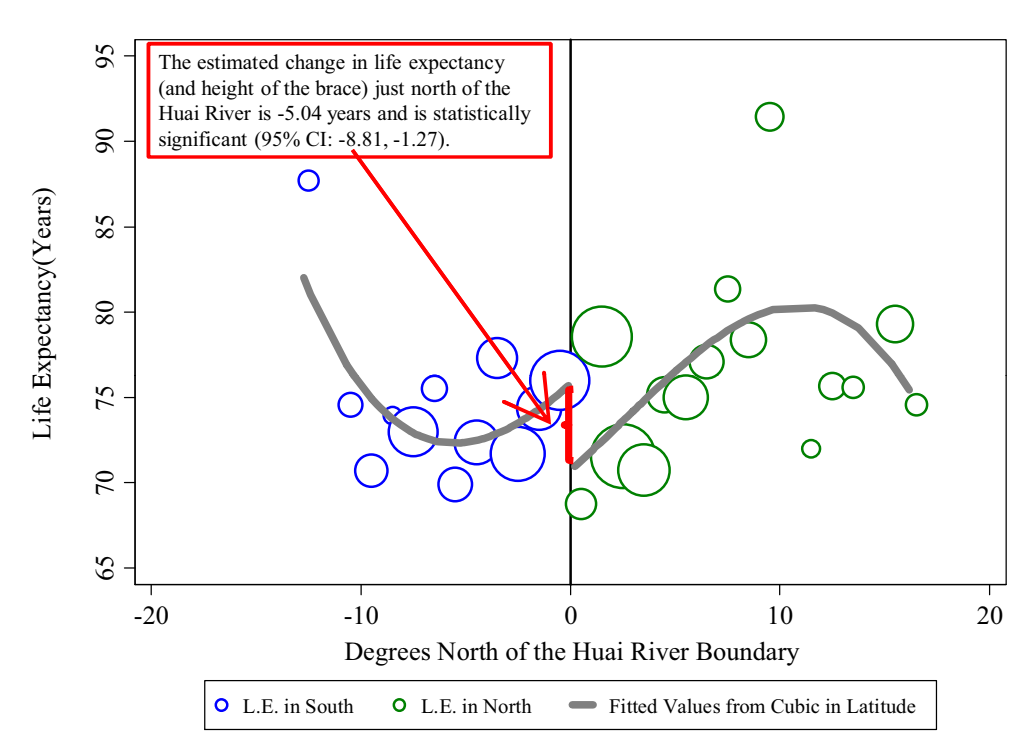 The estimated change in life expectancy
(and height of the brace) just north of the
Huai River is -5.04 years and is statistically
significant (95% CI: -8.81, -1.27).
95
90
85
80
75
70
65
Life Expectancy(Years)
-20 -10 0 10 20
Degrees North of the Huai River Boundary
L.E. in South L.E. in North Fitted Values from Cubic in Latitude